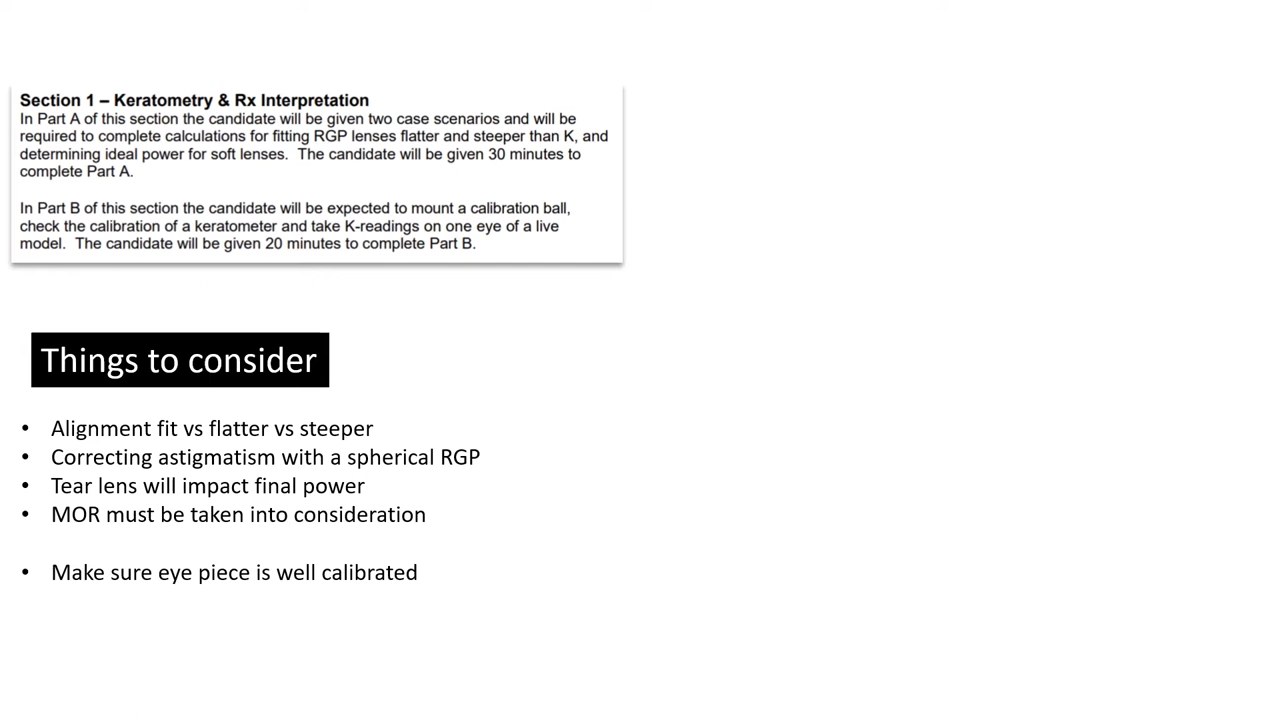 Section 1 – Keratometry & Rx Interpretation
In Part A of this section the candidate will be given two case scenarios and will be
required to complete calculations for fitting RGP lenses flatter and steeper than K, and
determining ideal power for soft lenses.  The candidate will be given 30 minutes to
complete Part A.
In Part B of this section the candidate will be expected to mount a calibration ball,
check the calibration of a keratometer and take K-readings on one eye of a live
model.  The candidate will be given 20 minutes to complete Part B.
Things to consider
• Alignment fit vs flatter vs steeper
• Correcting astigmatism with a spherical RGP
• Tear lens will impact final power
• MOR must be taken into consideration
• Make sure eye piece is well calibrated